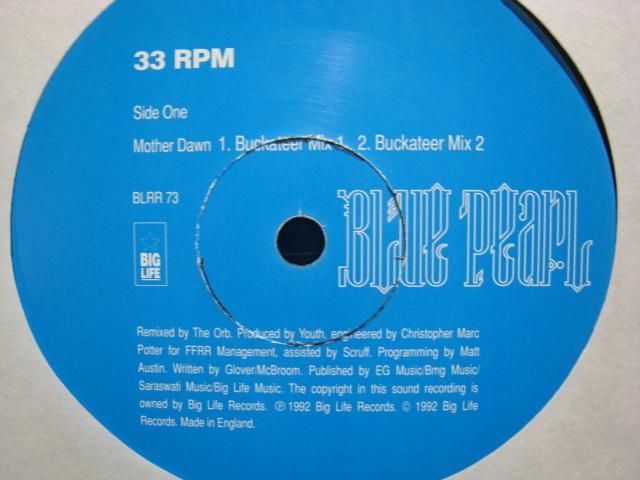 33 RPM
Side One
Mother Dawn 1. Buckateer Mix 1 2. Buckateer Mix 2
BLRR 73
BLUE PEARL
BIG
LIFE
Remixed by The Orb. Produced by Youth. engineered by Christopher Marc
Potter for FFRR Management, assisted by Scruff. Programming by Matt
Austin. Written by Glover/McBroom. Published by EG Music/Bmg Music/
Saraswati Music/Big Life Music. The copyright in this sound recording is
owned by Big Life Records. ℗ 1992 Big Life Records. © 1992 Big Life
Records. Made in England.